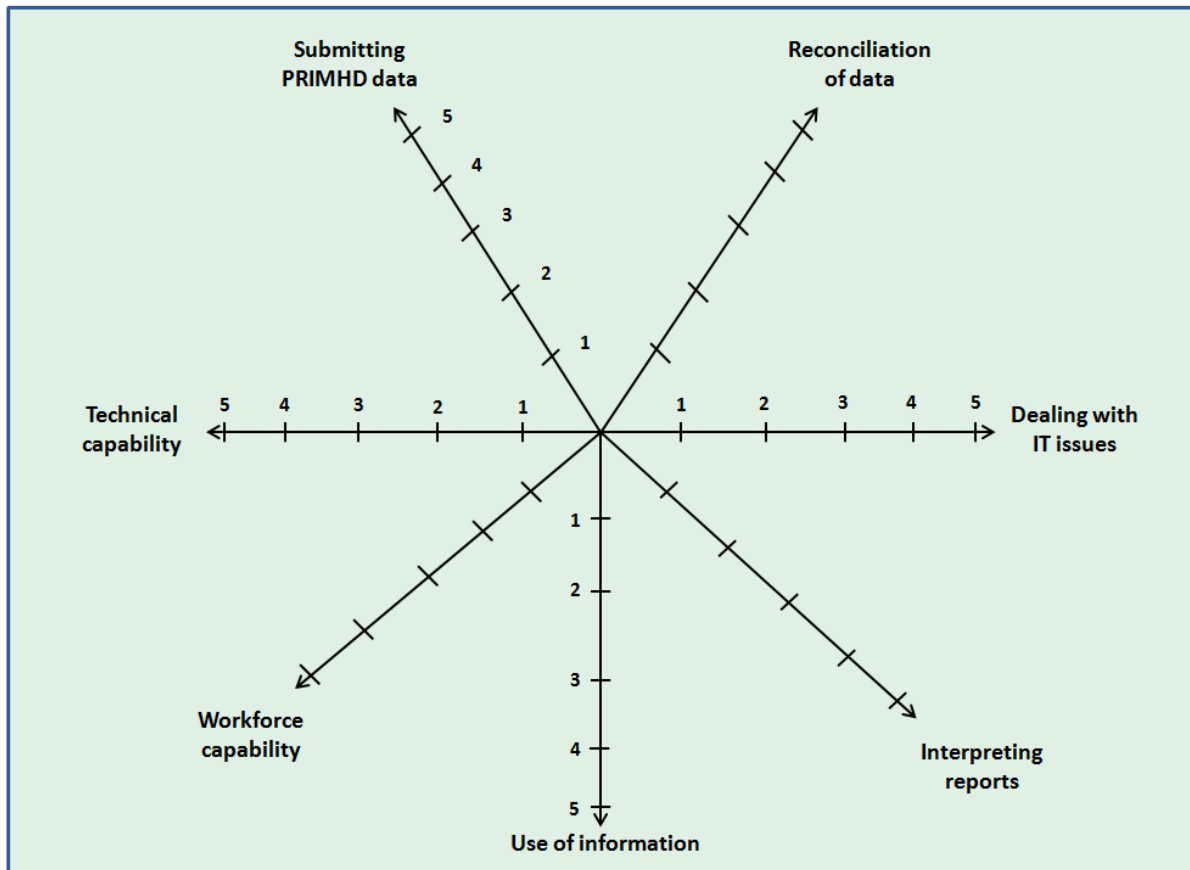 Submitting
PRIMHD data
Reconciliation
of data
5
4
3
2
1
Technical
capability
5 4 3 2 1
1 2 3 4 5
Dealing with
IT issues
1
2
3
4
5
Workforce
capability
Interpreting
reports
Use of information